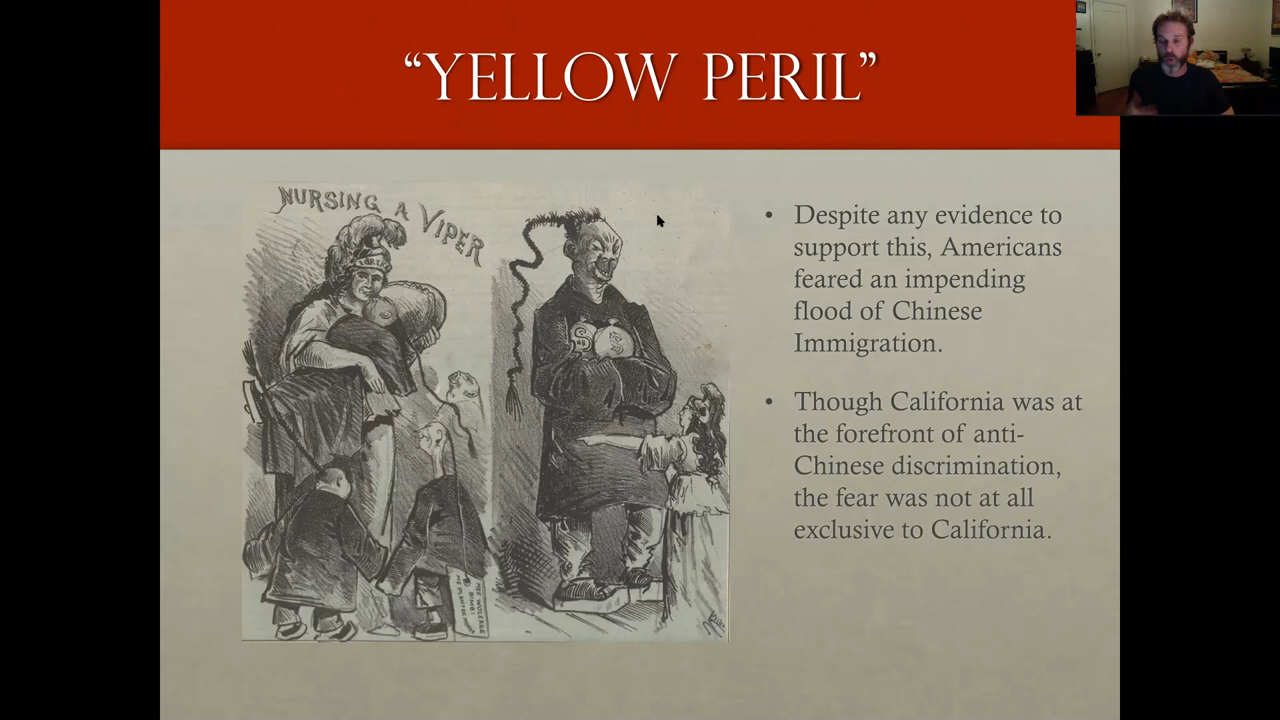 “YELLOW PERIL”
NURSING A VIPER
$ $
• Despite any evidence to
support this, Americans
feared an impending
flood of Chinese
Immigration.
• Though California was at
the forefront of anti-
Chinese discrimination,
the fear was not at all
exclusive to California.